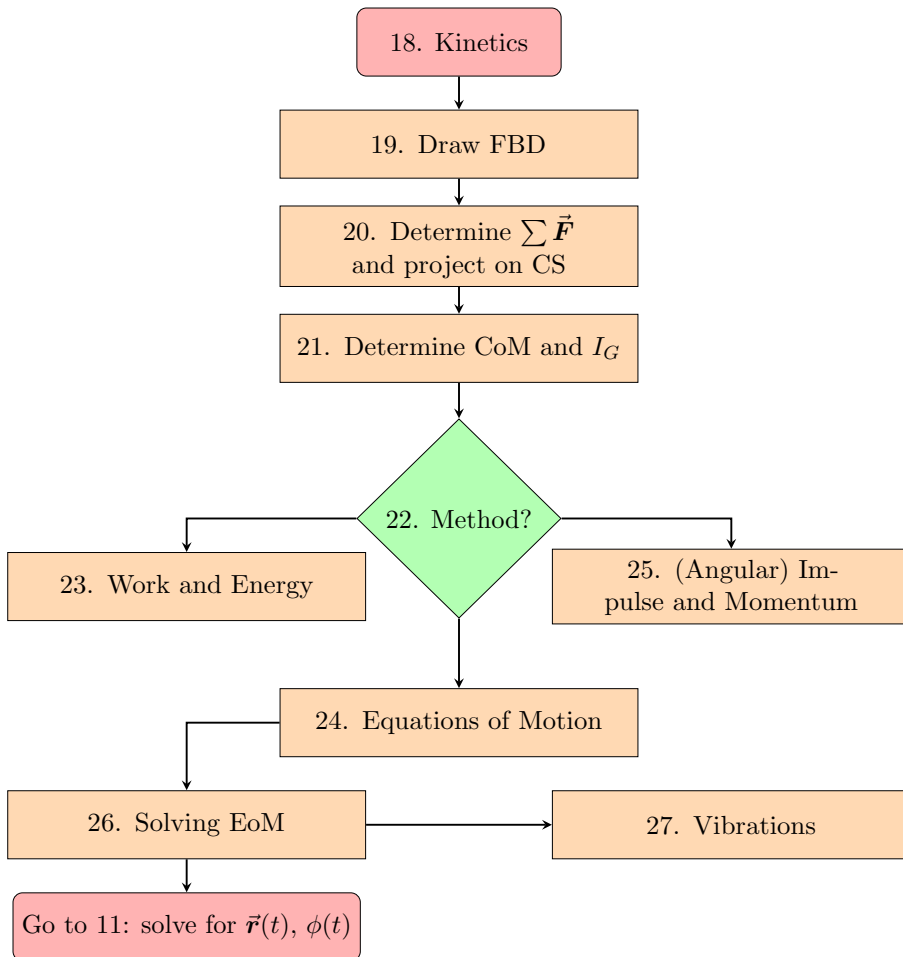 18. Kinetics
19. Draw FBD
20. Determine ∑ F⃗
and project on CS
21. Determine CoM and I_G
22. Method?
23. Work and Energy
25. (Angular) Im-
pulse and Momentum
24. Equations of Motion
26. Solving EoM
27. Vibrations
Go to 11: solve for r⃗(t), ϕ(t)